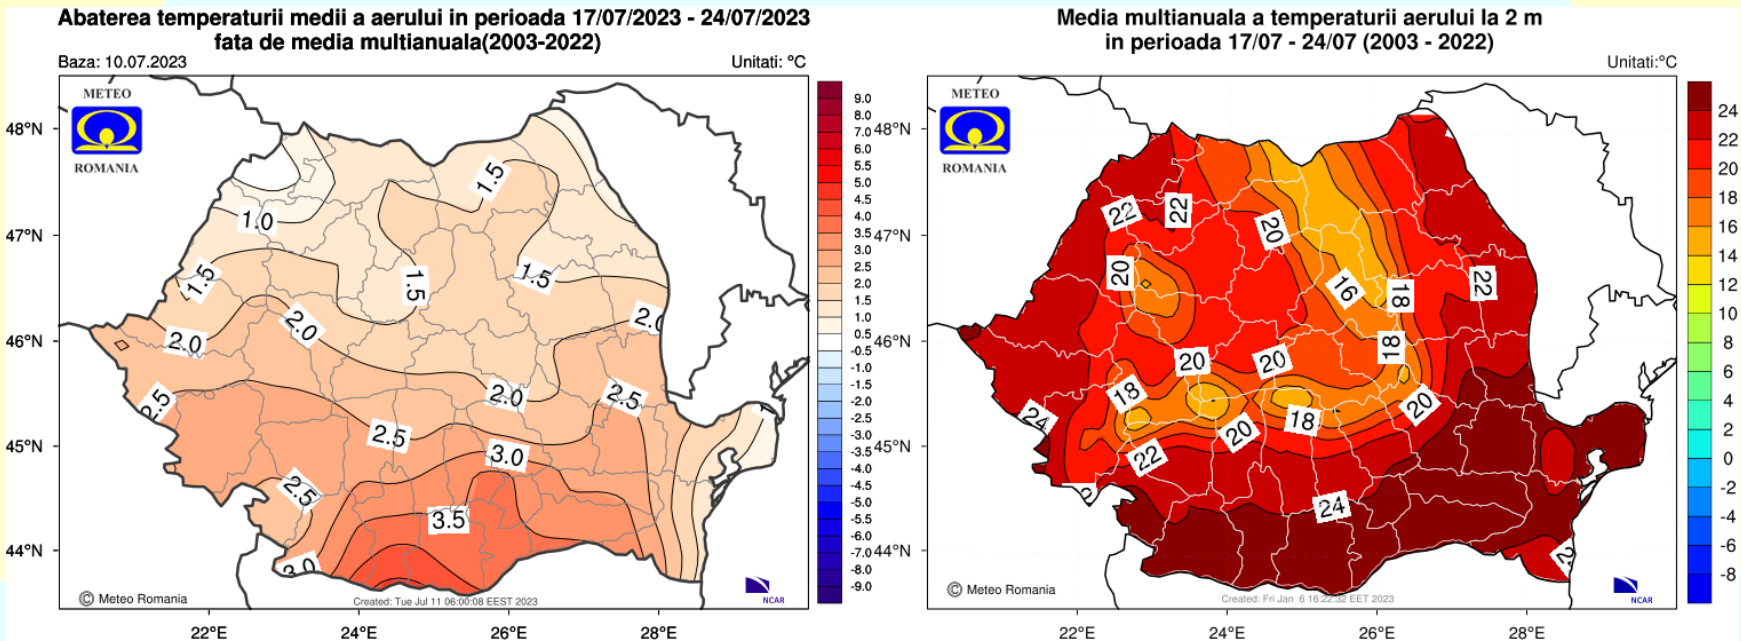 Abaterea temperaturii medii a aerului in perioada 17/07/2023 - 24/07/2023
fata de media multianuala(2003-2022)
Baza: 10.07.2023
Unitati: °C
METEO
ROMANIA
48°N
47°N
46°N
45°N
44°N
22°E
24°E
26°E
28°E
1.5
1.0
1.5
1.5
1.5
2.0
2.0
2.0
2.5
2.5
2.5
3.0
2.5
3.5
3.0
© Meteo Romania
Created: Tue Jul 11 06:00:08 EEST 2023
NCAR
9.0
8.0
7.0
6.0
5.5
5.0
4.5
4.0
3.5
3.0
2.5
2.0
1.5
1.0
0.5
-0.5
-1.0
-1.5
-2.0
-2.5
-3.0
-3.5
-4.0
-4.5
-5.0
-5.5
-6.0
-7.0
-8.0
-9.0
Media multianuala a temperaturii aerului la 2 m
in perioada 17/07 - 24/07 (2003 - 2022)
Unitati:°C
METEO
ROMANIA
48°N
47°N
46°N
45°N
44°N
22°E
24°E
26°E
28°E
22
22
20
20
16
18
22
18
20
20
18
24
18
20
20
22
24
© Meteo Romania
Created: Fri Jan 6 16:22:32 EET 2023
NCAR
24
22
20
18
16
14
12
10
8
6
4
2
0
-2
-4
-6
-8